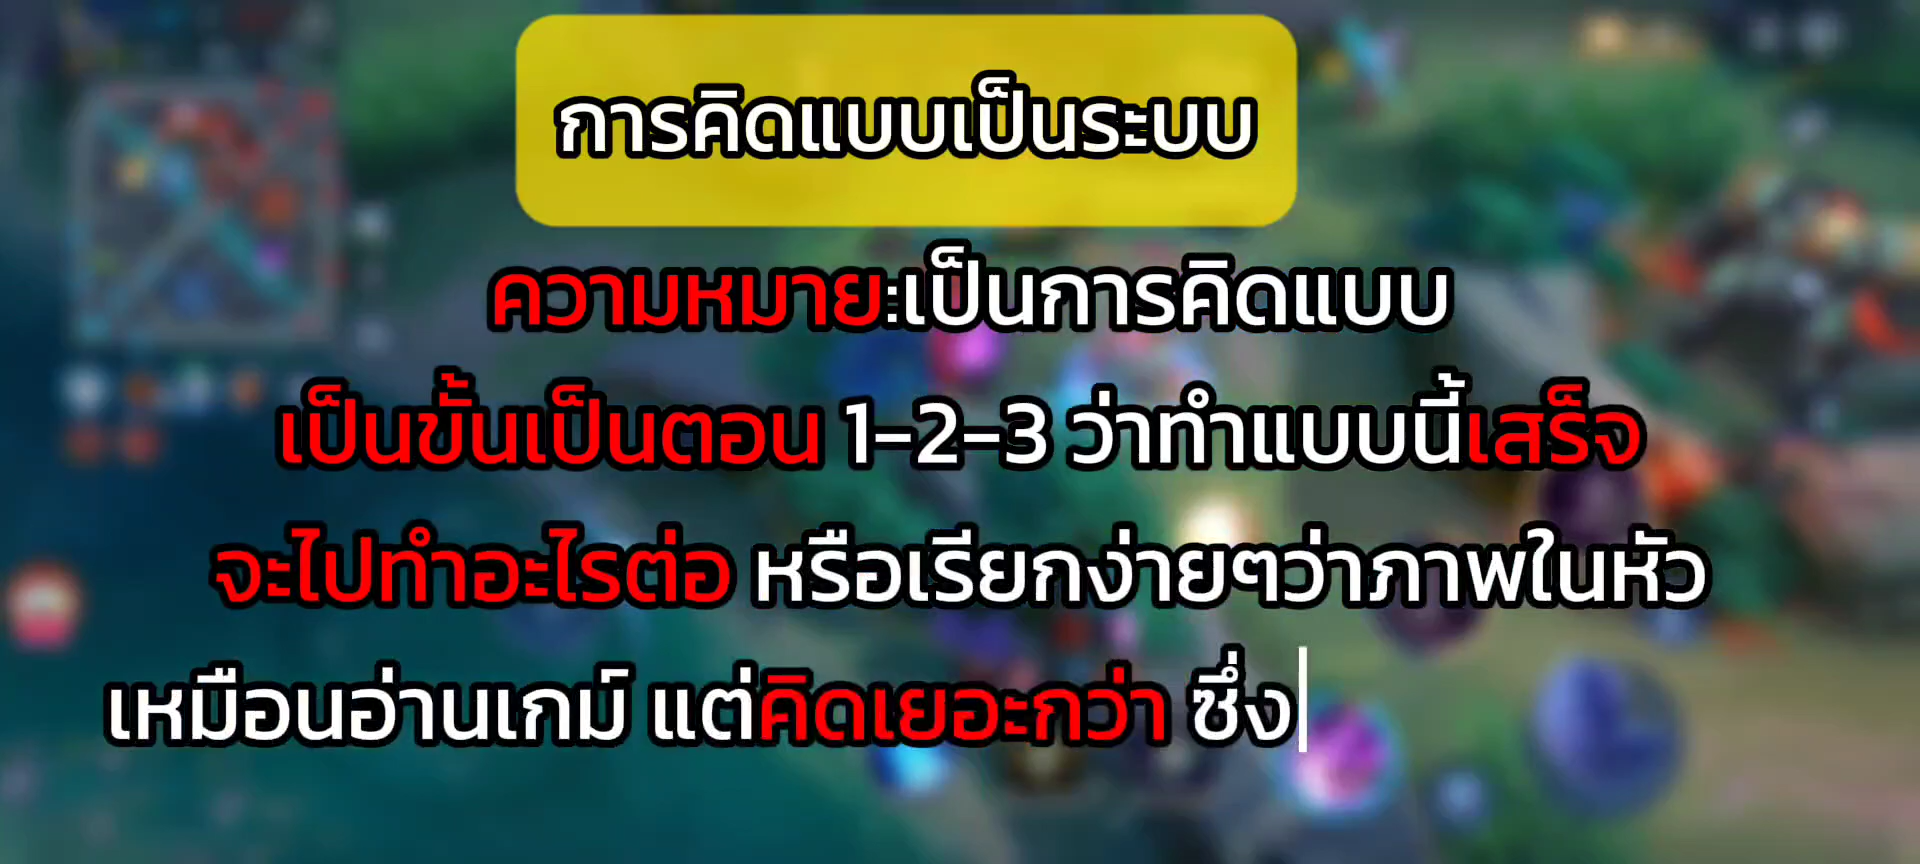 การคิดแบบเป็นระบบ
ความหมาย:เป็นการคิดแบบ
เป็นขั้นเป็นตอน 1-2-3 ว่าทำแบบนี้เสร็จ
จะไปทำอะไรต่อ หรือเรียกง่ายๆว่าภาพในหัว
เหมือนอ่านเกม์ แต่คิดเยอะกว่า ซึ่ง